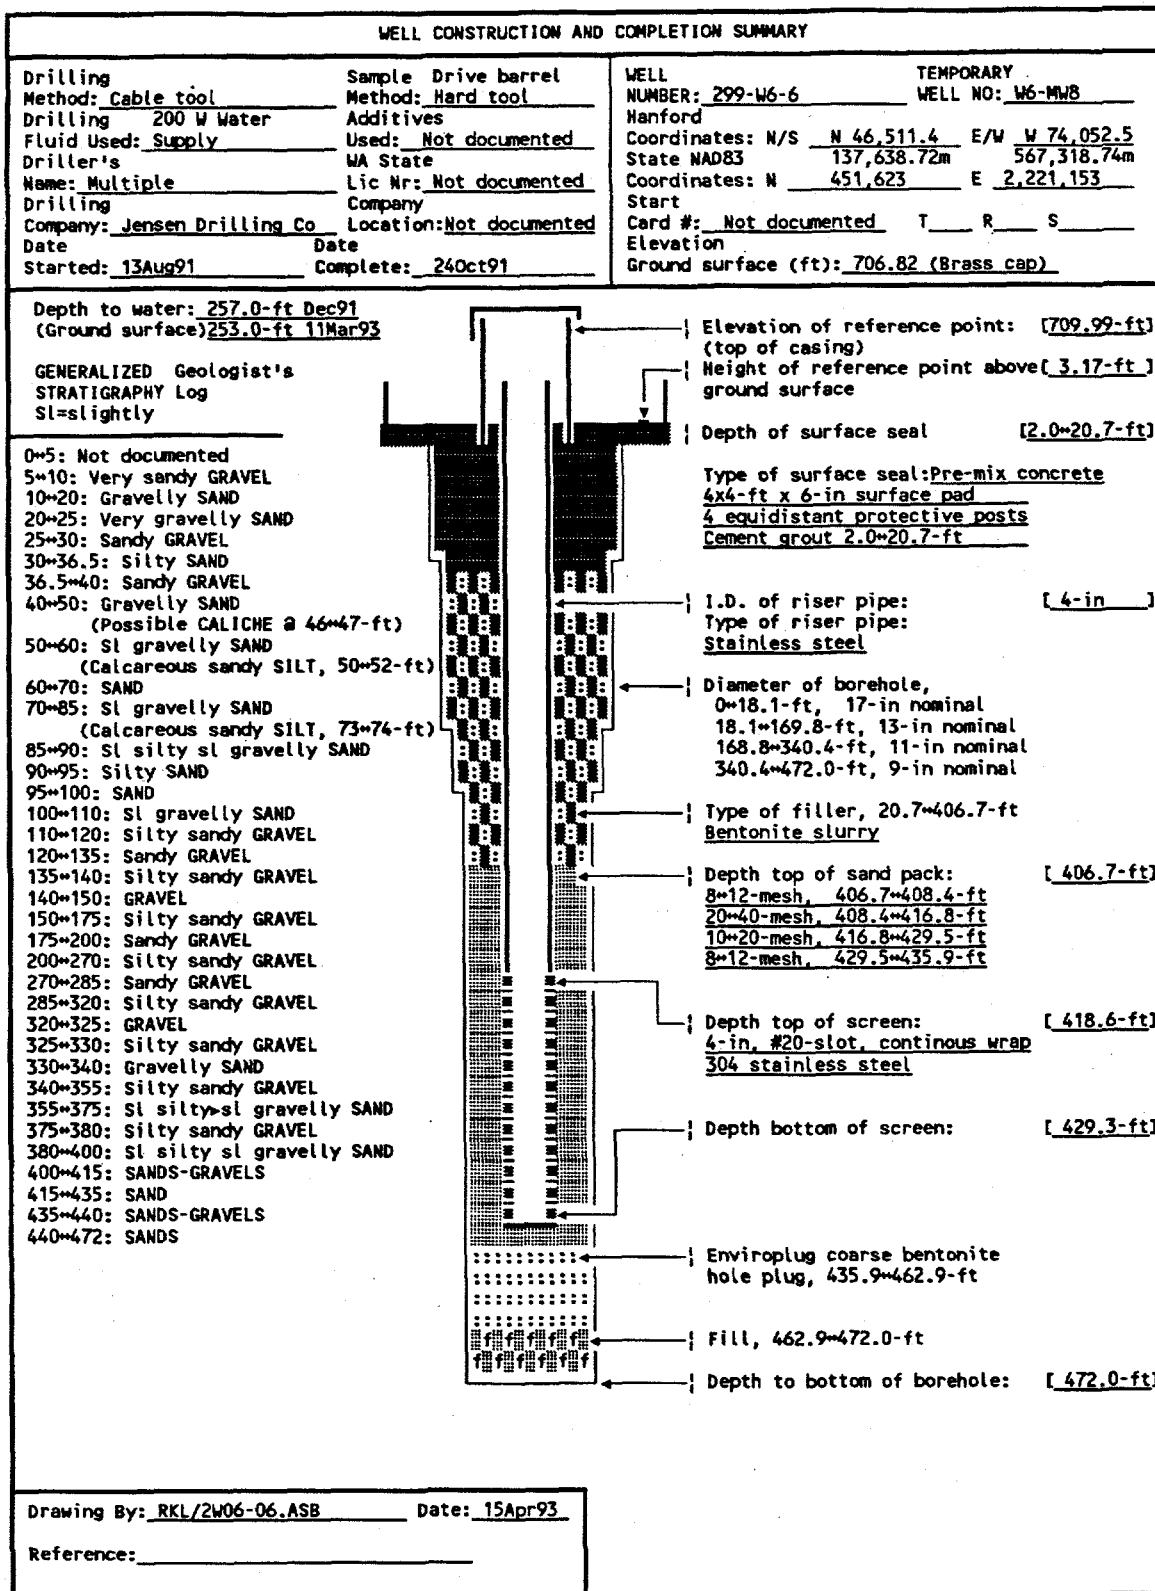 WELL CONSTRUCTION AND COMPLETION SUMMARY
Drilling Sample Drive barrel
Method: Cable tool Method: Hard tool
Drilling 200 W Water Additives
Fluid Used: Supply Used: Not documented
Driller's WA State
Name: Multiple Lic Nr: Not documented
Drilling Company
Company: Jensen Drilling Co Location: Not documented
Date Date
Started: 13Aug91 Complete: 24Oct91
WELL TEMPORARY
NUMBER: 299-W6-6 WELL NO: W6-MW8
Hanford
Coordinates: N/S N 46,511.4 E/W W 74,052.5
State NAD83 137,638.72m 567,318.74m
Coordinates: N 451,623 E 2,221,153
Start
Card #: Not documented T____ R____ S______
Elevation
Ground surface (ft): 706.82 (Brass cap)
Depth to water: 257.0-ft Dec91
(Ground surface) 253.0-ft 11Mar93
GENERALIZED Geologist's
STRATIGRAPHY Log
Sl=slightly
0↔5: Not documented
5↔10: Very sandy GRAVEL
10↔20: Gravelly SAND
20↔25: Very gravelly SAND
25↔30: Sandy GRAVEL
30↔36.5: Silty SAND
36.5↔40: Sandy GRAVEL
40↔50: Gravelly SAND
(Possible CALICHE @ 46↔47-ft)
50↔60: Sl gravelly SAND
(Calcareous sandy SILT, 50↔52-ft)
60↔70: SAND
70↔85: Sl gravelly SAND
(Calcareous sandy SILT, 73↔74-ft)
85↔90: Sl silty sl gravelly SAND
90↔95: Silty SAND
95↔100: SAND
100↔110: Sl gravelly SAND
110↔120: Silty sandy GRAVEL
120↔135: Sandy GRAVEL
135↔140: Silty sandy GRAVEL
140↔150: GRAVEL
150↔175: Silty sandy GRAVEL
175↔200: Sandy GRAVEL
200↔270: Silty sandy GRAVEL
270↔285: Sandy GRAVEL
285↔320: Silty sandy GRAVEL
320↔325: GRAVEL
325↔330: Silty sandy GRAVEL
330↔340: Gravelly SAND
340↔355: Silty sandy GRAVEL
355↔375: Sl silty>sl gravelly SAND
375↔380: Silty sandy GRAVEL
380↔400: Sl silty sl gravelly SAND
400↔415: SANDS-GRAVELS
415↔435: SAND
435↔440: SANDS-GRAVELS
440↔472: SANDS
Elevation of reference point: [709.99-ft]
(top of casing)
Height of reference point above [ 3.17-ft ]
ground surface
Depth of surface seal [2.0↔20.7-ft]
Type of surface seal: Pre-mix concrete
4x4-ft x 6-in surface pad
4 equidistant protective posts
Cement grout 2.0↔20.7-ft
I.D. of riser pipe: [ 4-in ]
Type of riser pipe:
Stainless steel
Diameter of borehole,
0↔18.1-ft, 17-in nominal
18.1↔169.8-ft, 13-in nominal
168.8↔340.4-ft, 11-in nominal
340.4↔472.0-ft, 9-in nominal
Type of filler, 20.7↔406.7-ft
Bentonite slurry
Depth top of sand pack: [ 406.7-ft]
8↔12-mesh, 406.7↔408.4-ft
20↔40-mesh, 408.4↔416.8-ft
10↔20-mesh, 416.8↔429.5-ft
8↔12-mesh, 429.5↔435.9-ft
Depth top of screen: [ 418.6-ft]
4-in, #20-slot, continous wrap
304 stainless steel
Depth bottom of screen: [ 429.3-ft]
Enviroplug coarse bentonite
hole plug, 435.9↔462.9-ft
Fill, 462.9↔472.0-ft
f f f f f
f f f f f f
Depth to bottom of borehole: [ 472.0-ft]
Drawing By: RKL/2W06-06.ASB Date: 15Apr93
Reference: